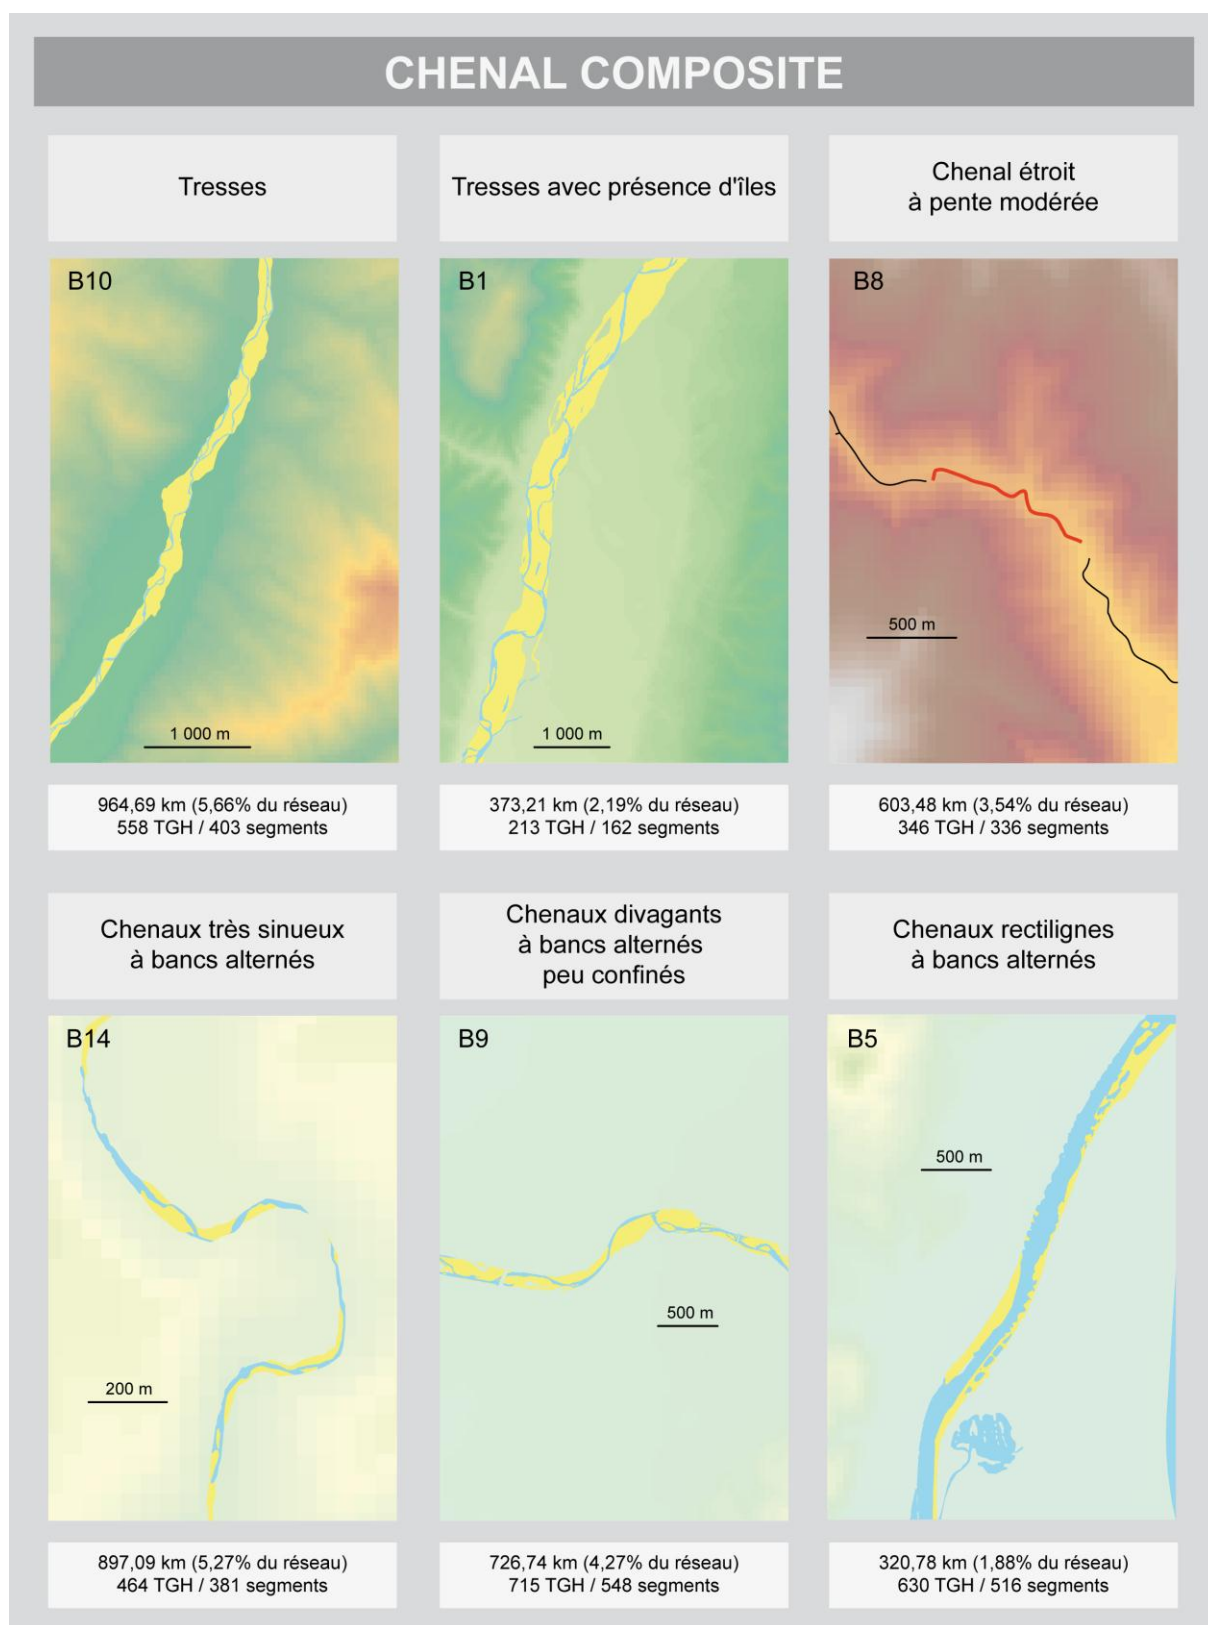 CHENAL COMPOSITE
Tresses
Tresses avec présence d'îles
Chenal étroit
à pente modérée
B10
1 000 m
B1
1 000 m
B8
500 m
964,69 km (5,66% du réseau)
558 TGH / 403 segments
373,21 km (2,19% du réseau)
213 TGH / 162 segments
603,48 km (3,54% du réseau)
346 TGH / 336 segments
Chenaux très sinueux
à bancs alternés
Chenaux divagants
à bancs alternés
peu confinés
Chenaux rectilignes
à bancs alternés
B14
200 m
B9
500 m
B5
500 m
897,09 km (5,27% du réseau)
464 TGH / 381 segments
726,74 km (4,27% du réseau)
715 TGH / 548 segments
320,78 km (1,88% du réseau)
630 TGH / 516 segments